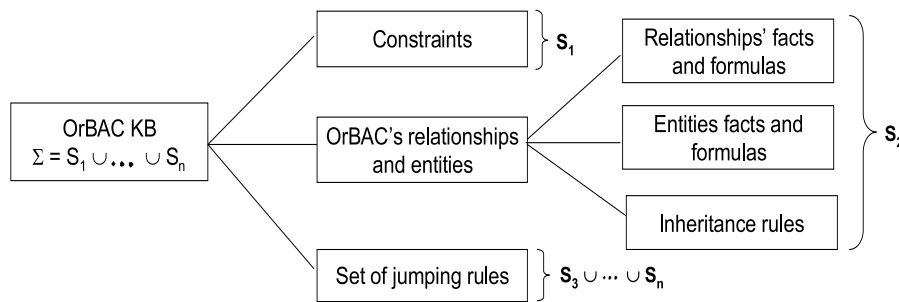 Constraints
S₁
Relationships’ facts
and formulas
OrBAC KB
Σ = S₁ ∪ ... ∪ Sₙ
OrBAC’s relationships
and entities
Entities facts and
formulas
S₂
Inheritance rules
Set of jumping rules
S₃ ∪ ... ∪ Sₙ